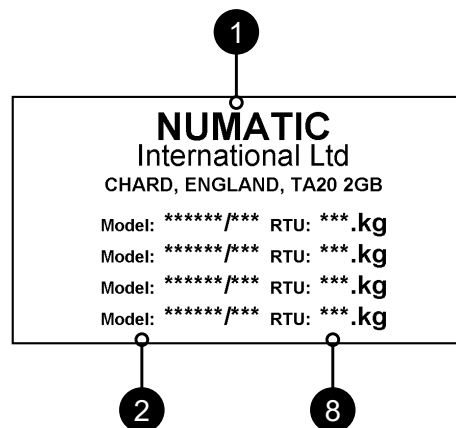 1
NUMATIC
International Ltd
CHARD, ENGLAND, TA20 2GB
Model: ******/*** RTU: ***.kg
Model: ******/*** RTU: ***.kg
Model: ******/*** RTU: ***.kg
Model: ******/*** RTU: ***.kg
2 8